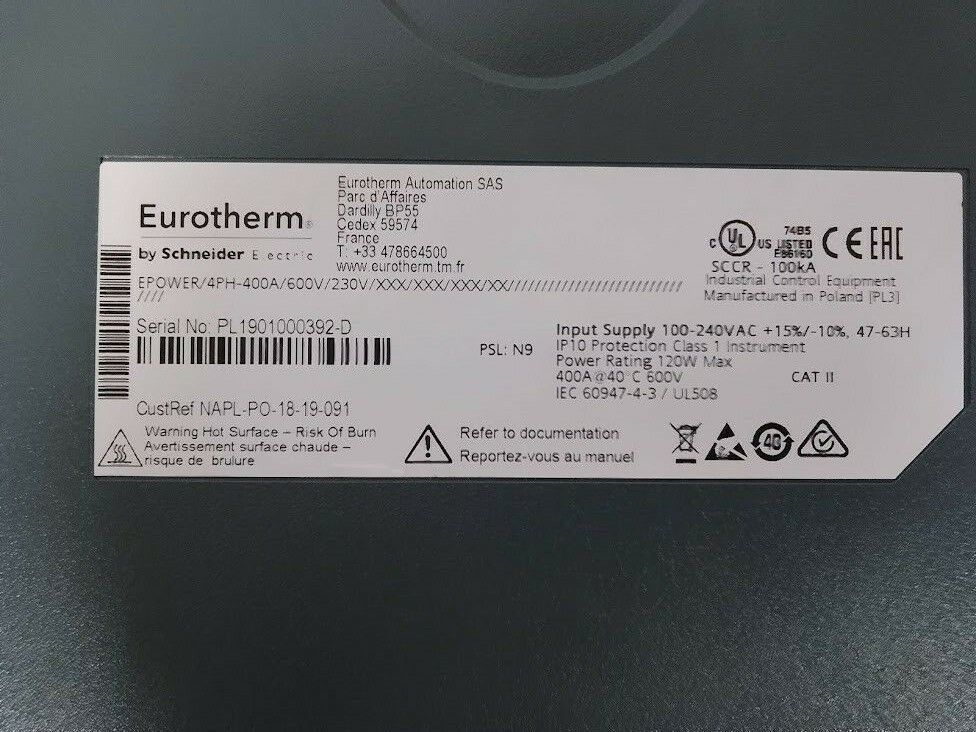 Eurotherm®
by Schneider Electric
Eurotherm Automation SAS
Parc d'Affaires
Dardilly BP55
Cedex 59574
France
T: +33 478664500
www.eurotherm.tm.fr
EPOWER/4PH-400A/600V/230V/XXX/XXX/XXX/XX/////////////////////////////////
////
c UL US LISTED
74B5
E86160
CE EAC
SCCR - 100kA
Industrial Control Equipment
Manufactured in Poland [PL3]
Serial No: PL1901000392-D
PSL: N9
Input Supply 100-240VAC +15%/-10%, 47-63H
IP10 Protection Class 1 Instrument
Power Rating 120W Max
400A@40°C 600V
CAT II
IEC 60947-4-3 / UL508
CustRef NAPL-PO-18-19-091
Warning Hot Surface – Risk Of Burn
Avertissement surface chaude –
risque de brulure
Refer to documentation
Reportez-vous au manuel
40